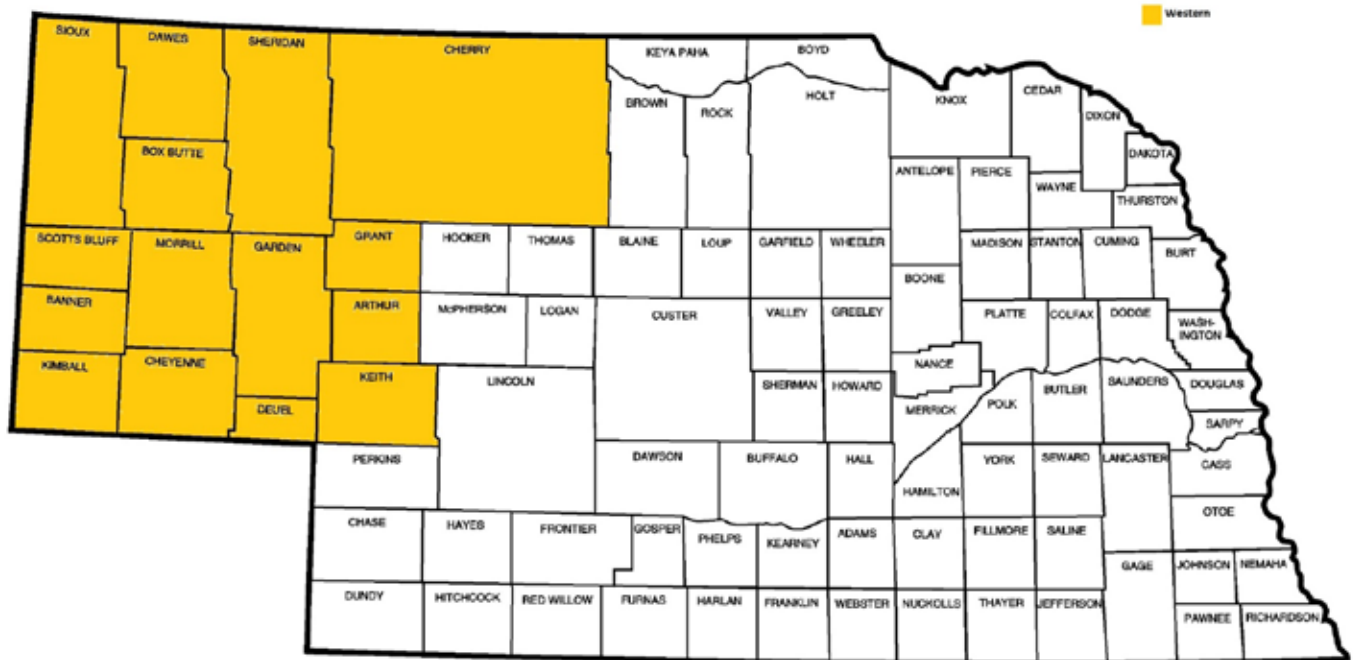 Western
SIOUX
DAWES
SHERIDAN
CHERRY
KEYA PAHA
BOYD
HOLT
KNOX
CEDAR
DIXON
BROWN
ROCK
DAKOTA
BOX BUTTE
ANTELOPE
PIERCE
WAYNE
THURSTON
SCOTTS BLUFF
MORRILL
GARDEN
GRANT
HOOKER
THOMAS
BLAINE
LOUP
GARFIELD
WHEELER
MADISON
STANTON
CUMING
BURT
BOONE
BANNER
ARTHUR
McPHERSON
LOGAN
CUSTER
VALLEY
GREELEY
PLATTE
COLFAX
DODGE
WASH-
INGTON
KIMBALL
CHEYENNE
KEITH
LINCOLN
NANCE
SHERMAN
HOWARD
MERRICK
POLK
BUTLER
SAUNDERS
DOUGLAS
DEUEL
SARPY
PERKINS
DAWSON
BUFFALO
HALL
YORK
SEWARD
LANCASTER
CASS
HAMILTON
OTOE
CHASE
HAYES
FRONTIER
GOSPER
PHELPS
KEARNEY
ADAMS
CLAY
FILLMORE
SALINE
GAGE
JOHNSON
NEMAHA
DUNDY
HITCHCOCK
RED WILLOW
FURNAS
HARLAN
FRANKLIN
WEBSTER
NUCKOLLS
THAYER
JEFFERSON
PAWNEE
RICHARDSON